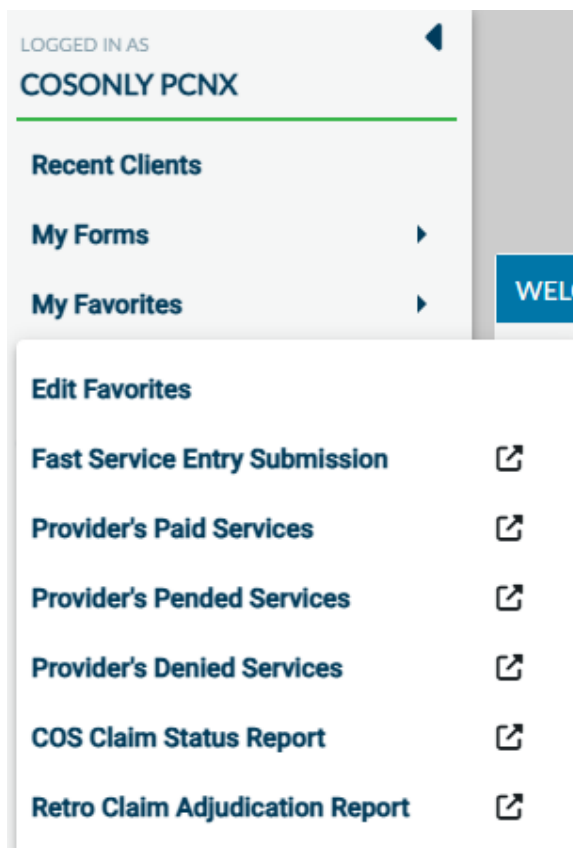 LOGGED IN AS
COSONLY PCNX
Recent Clients
My Forms
My Favorites
Edit Favorites
Fast Service Entry Submission
Provider's Paid Services
Provider's Pended Services
Provider's Denied Services
COS Claim Status Report
Retro Claim Adjudication Report